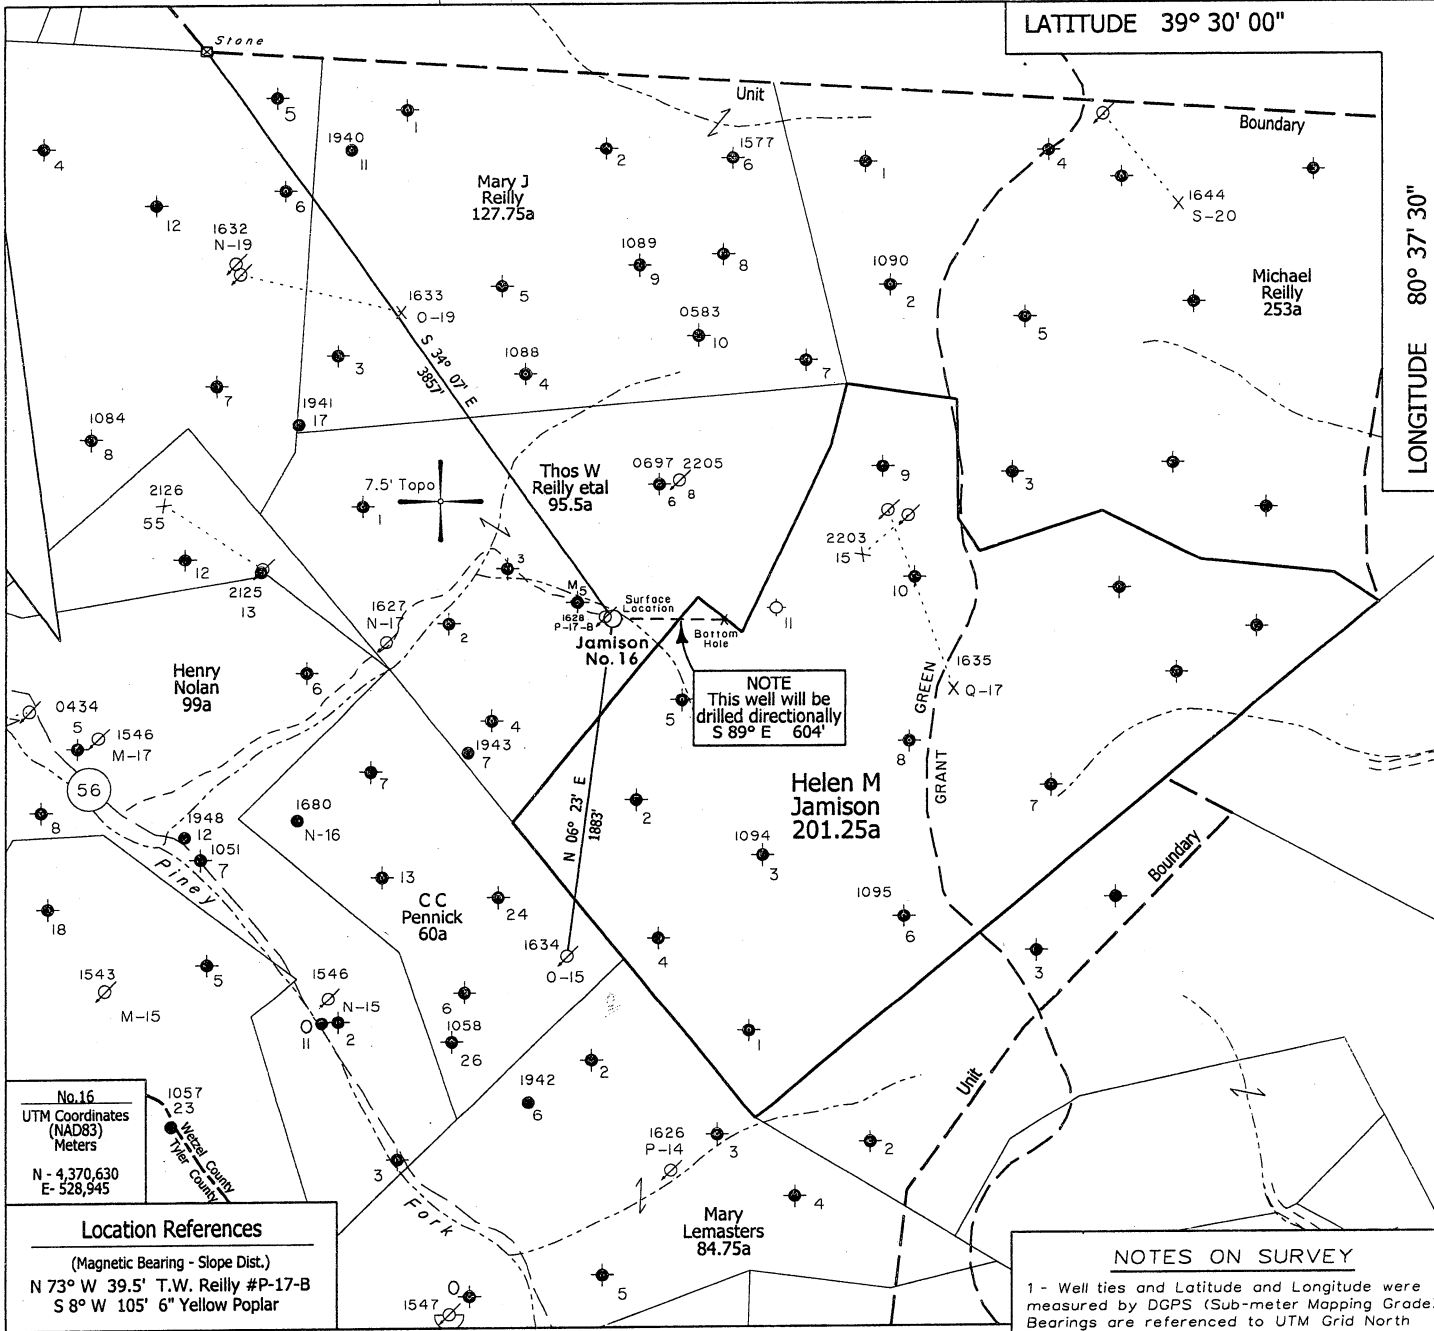 LATITUDE 39° 30' 00"
LONGITUDE 80° 37' 30"
Stone
Unit
Boundary
5
1
4
1940
11
2
1577
6
1
4
1644
S-20
Mary J
Reilly
127.75a
6
12
1632
N-19
1089
9
8
1090
2
Michael
Reilly
253a
5
1633
O-19
0583
10
5
S 34° 07' E
3857'
3
1088
4
7
7
1941
17
1084
8
Thos W
Reilly etal
95.5a
0697
6
2205
8
9
3
7.5' Topo
2126
55
1
2203
15
12
3
10
2125
13
1627
N-17
M
5
Surface
Location
1628
P-17-B
11
Jamison
No. 16
Bottom
Hole
2
Henry
Nolan
99a
6
NOTE
This well will be
drilled directionally
S 89° E 604'
5
GREEN
GRANT
1635
Q-17
0434
5
1546
M-17
4
1943
7
8
56
7
Helen M
Jamison
201.25a
7
N 06° 23' E
1883'
2
8
1680
N-16
1948
12
1051
7
1094
3
Boundary
Piney
13
C C
Pennick
60a
24
1095
6
18
1634
O-15
4
3
5
1543
M-15
1546
N-15
6
O
11
2
1058
26
1
2
Unit
No.16
UTM Coordinates
(NAD83)
Meters
N - 4,370,630
E- 528,945
1057
23
Wetzel County
Tyler County
1942
6
1626
P-14
3
2
3
4
Fork
Mary
Lemasters
84.75a
Location References
(Magnetic Bearing - Slope Dist.)
N 73° W 39.5' T.W. Reilly #P-17-B
S 8° W 105' 6" Yellow Poplar
5
O
1547
NOTES ON SURVEY
1 - Well ties and Latitude and Longitude were
measured by DGPS (Sub-meter Mapping Grade)
Bearings are referenced to UTM Grid North